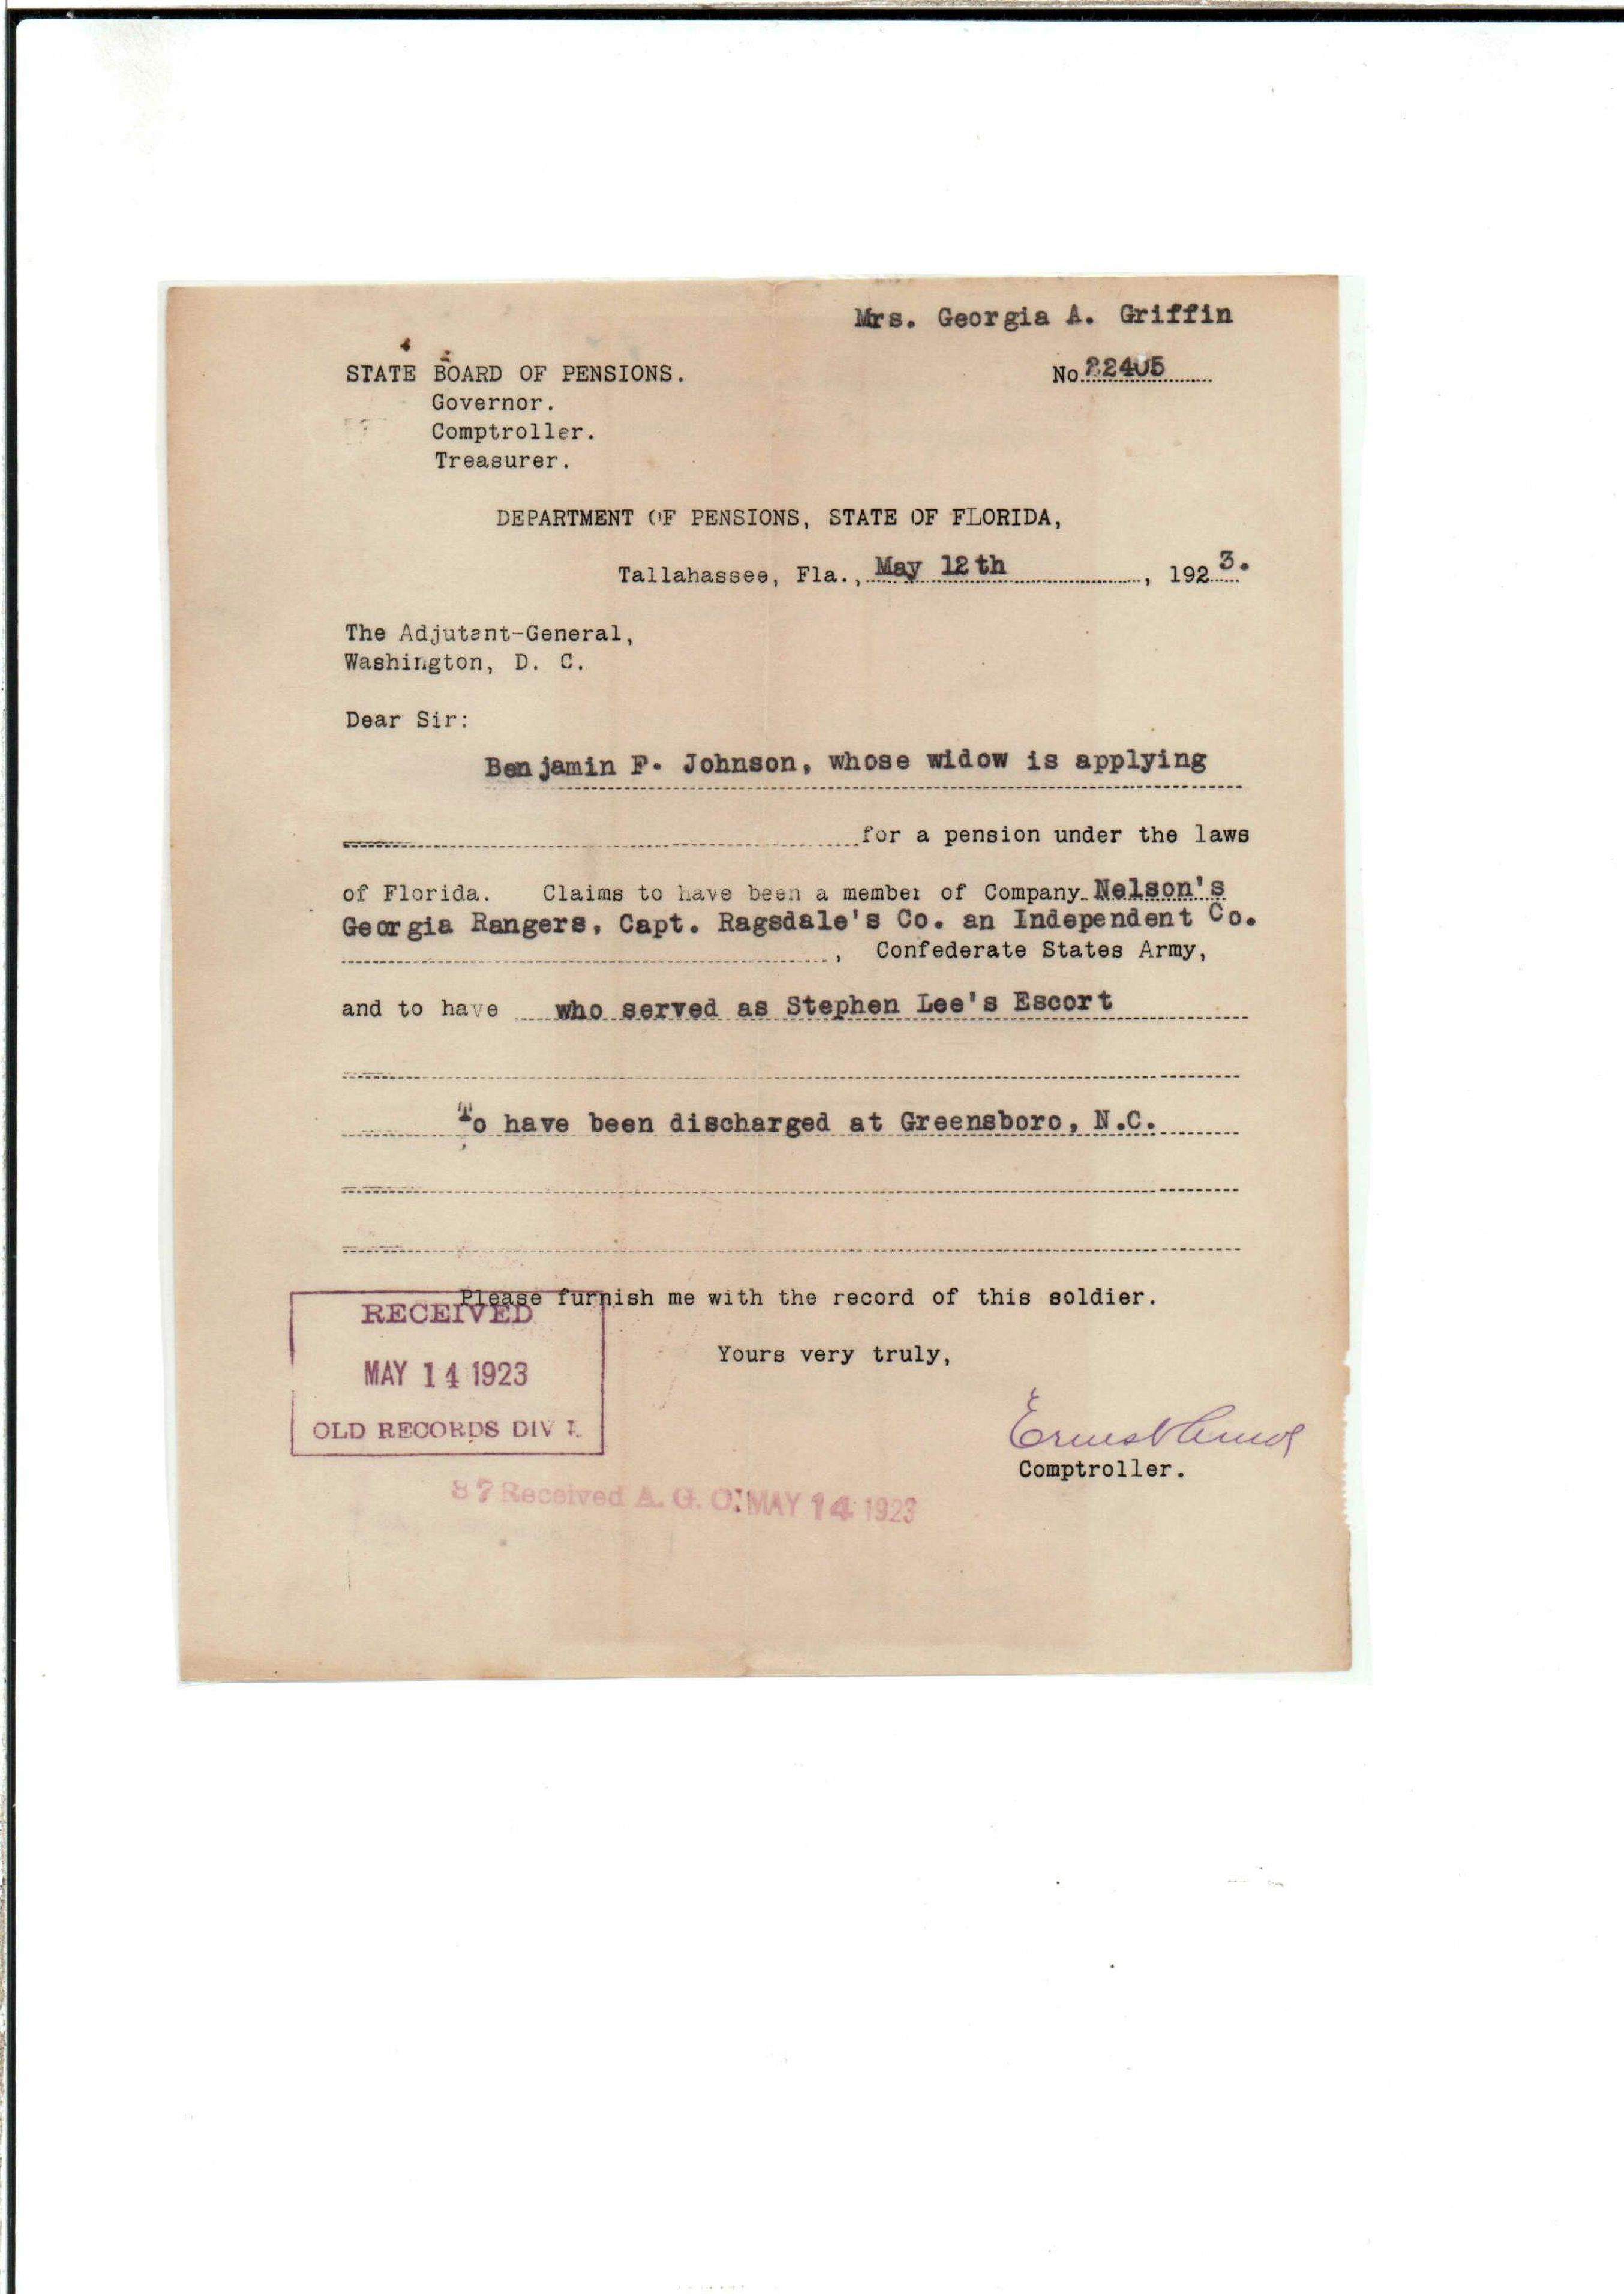 Mrs. Georgia A. Griffin
STATE BOARD OF PENSIONS.
No 22405
Governor.
Comptroller.
Treasurer.
DEPARTMENT OF PENSIONS, STATE OF FLORIDA,
Tallahassee, Fla., May 12th, 1923.
The Adjutant-General,
Washington, D. C.
Dear Sir:
Benjamin F. Johnson, whose widow is applying
for a pension under the laws
of Florida. Claims to have been a member of Company Nelson's
Georgia Rangers, Capt. Ragsdale's Co. an Independent Co.
, Confederate States Army,
and to have who served as Stephen Lee's Escort
To have been discharged at Greensboro, N.C.
Please furnish me with the record of this soldier.
RECEIVED
Yours very truly,
MAY 14 1923
OLD RECORDS DIV
Ernest Amos
Comptroller.
87 Received A. G. O. MAY 14 1923